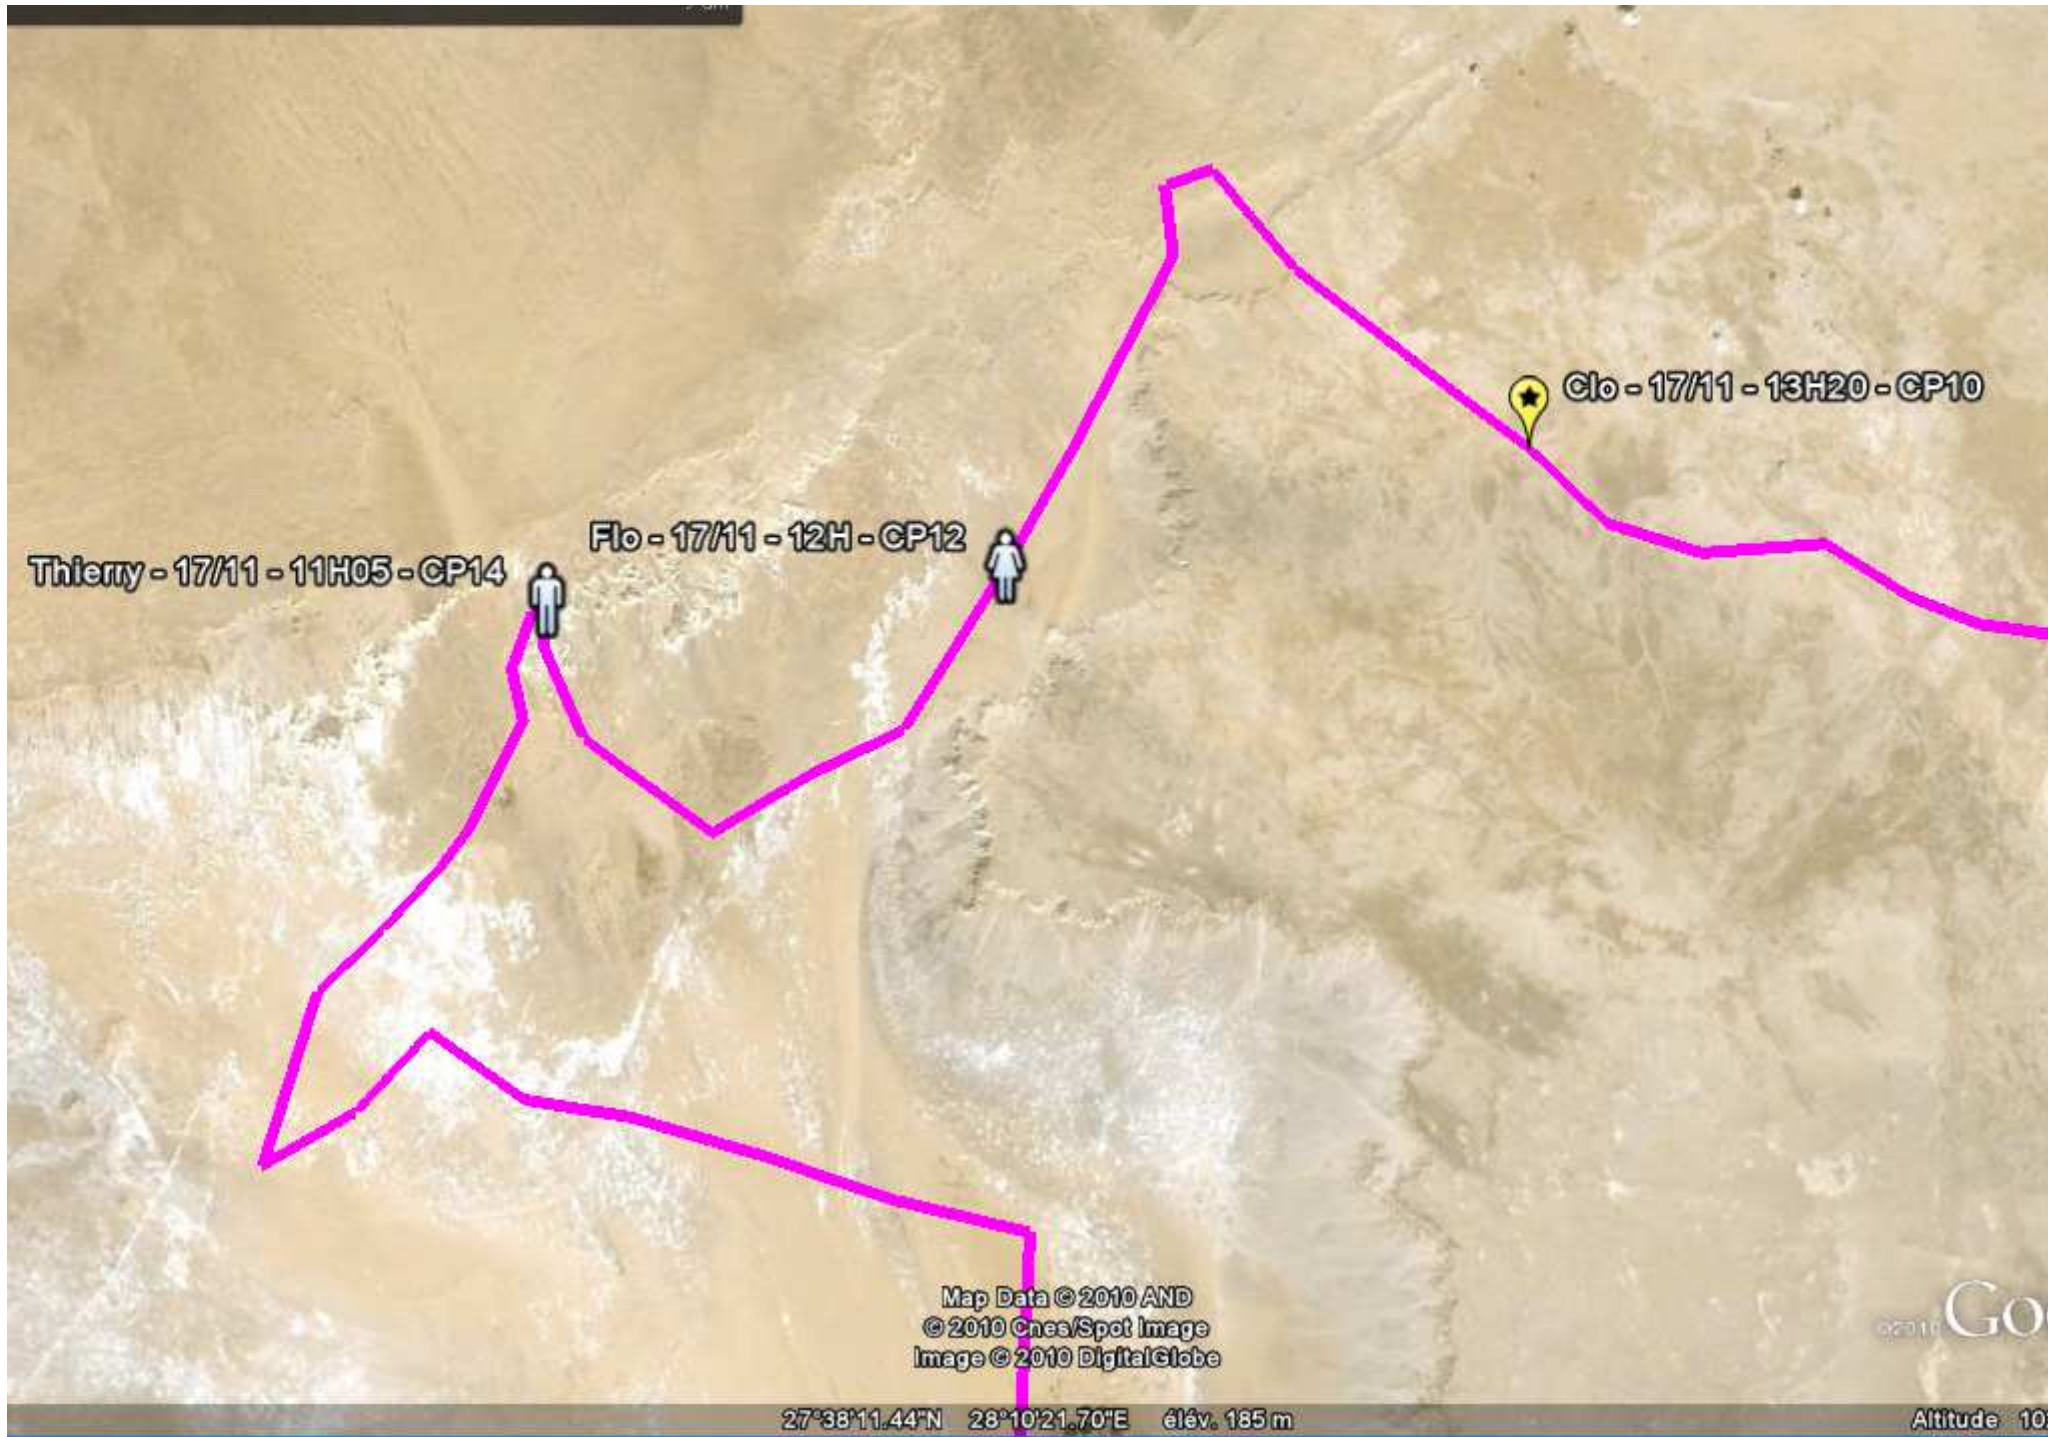 Clo - 17/11 - 13H20 - CP10
Flo - 17/11 - 12H - CP12
Thierry - 17/11 - 11H05 - CP14
Map Data © 2010 AND
© 2010 Cnes/Spot Image
Image © 2010 DigitalGlobe
©2010
27°38'11.44"N 28°10'21.70"E élév. 185 m
Altitude